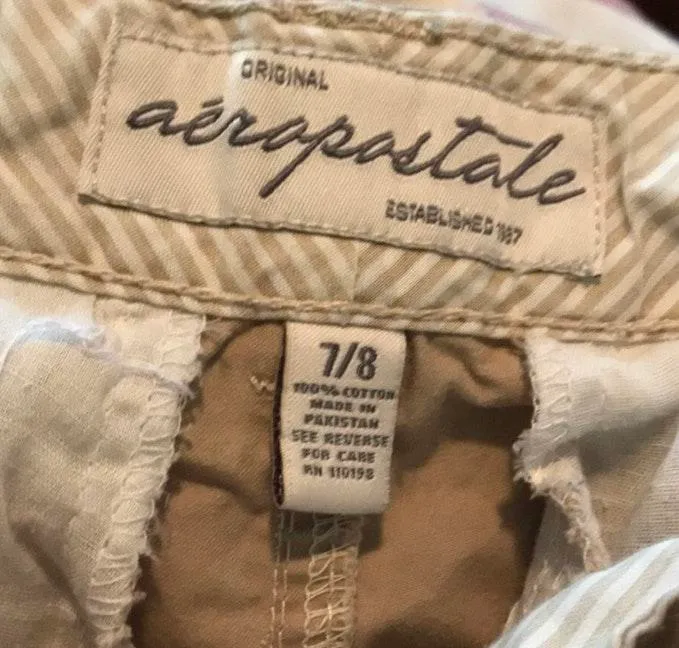 ORIGINAL
aéropostale
ESTABLISHED 1987
7/8
100% COTTON
MADE IN
PAKISTAN
SEE REVERSE
FOR CARE
RN 110198